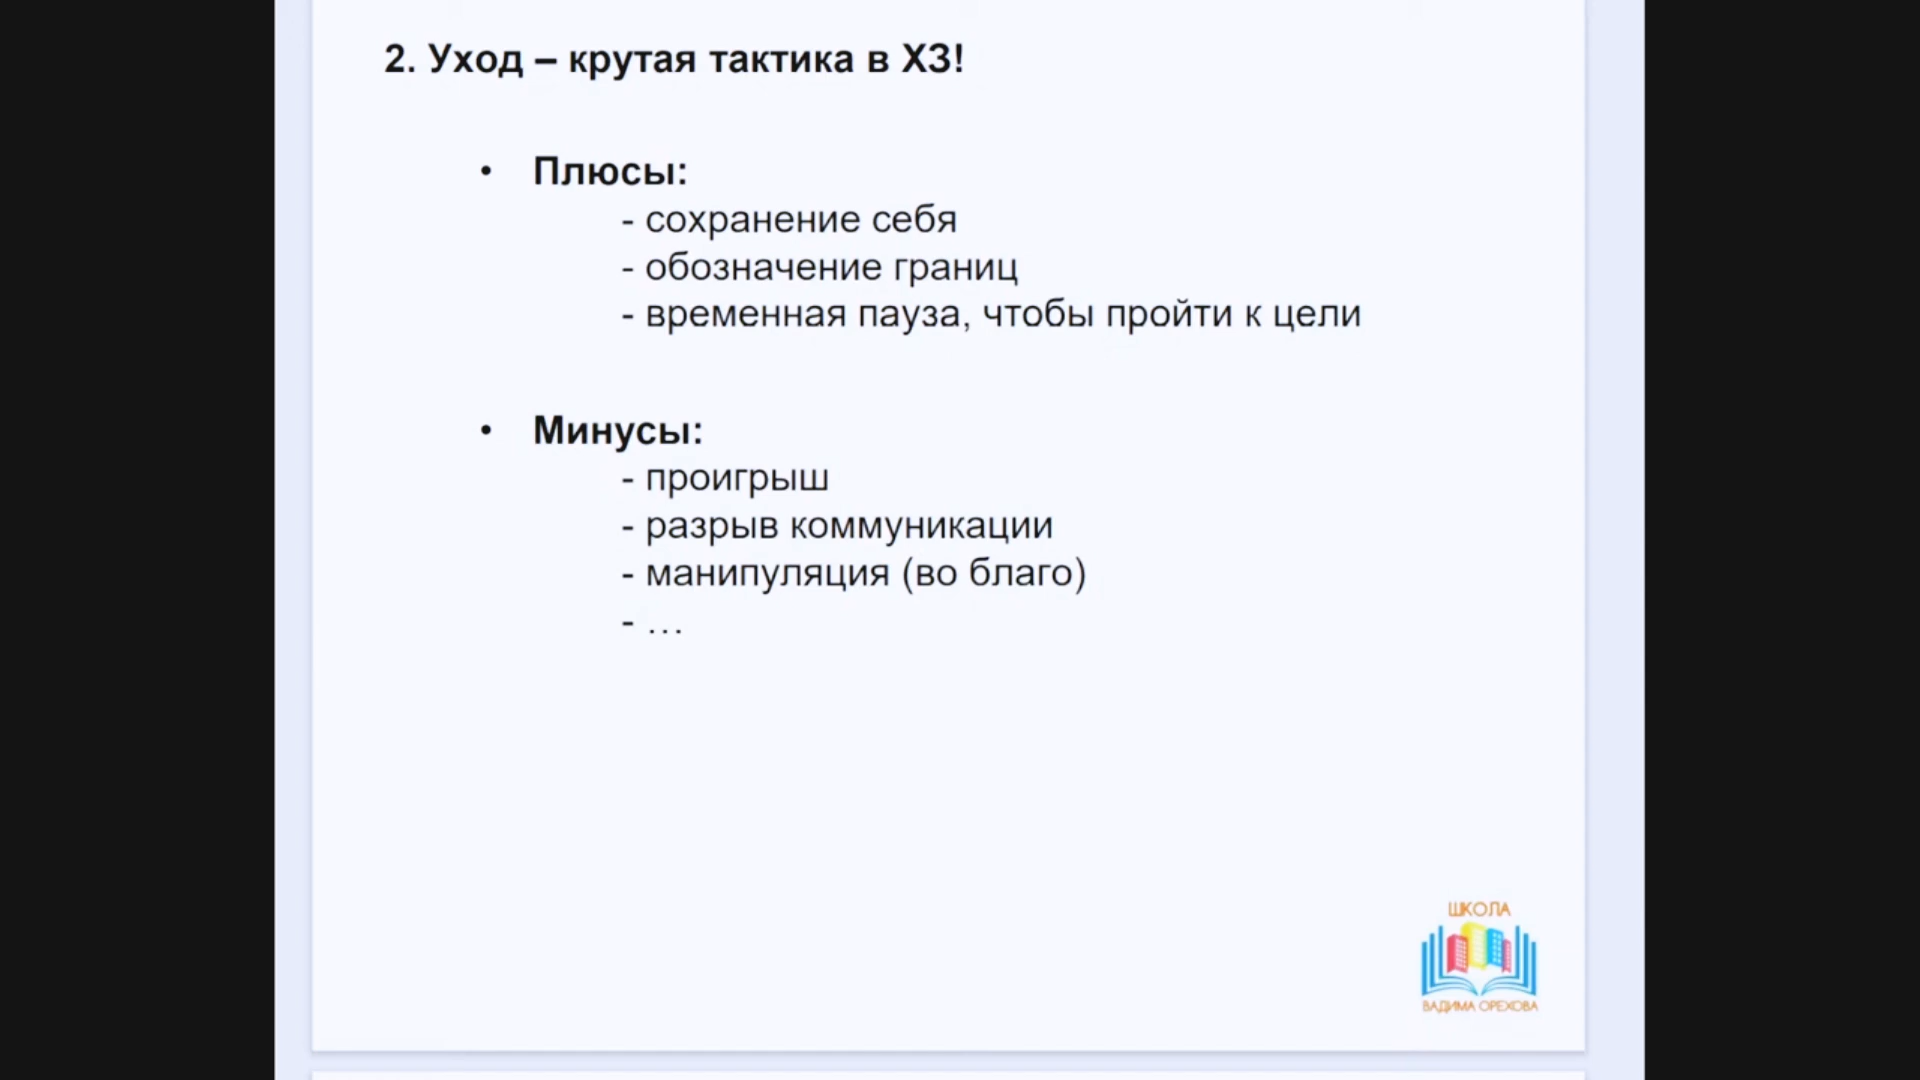 2. Уход – крутая тактика в ХЗ!
• Плюсы:
- сохранение себя
- обозначение границ
- временная пауза, чтобы пройти к цели
• Минусы:
- проигрыш
- разрыв коммуникации
- манипуляция (во благо)
- …
ШКОЛА
ВАДИМА ОРЕХОВА